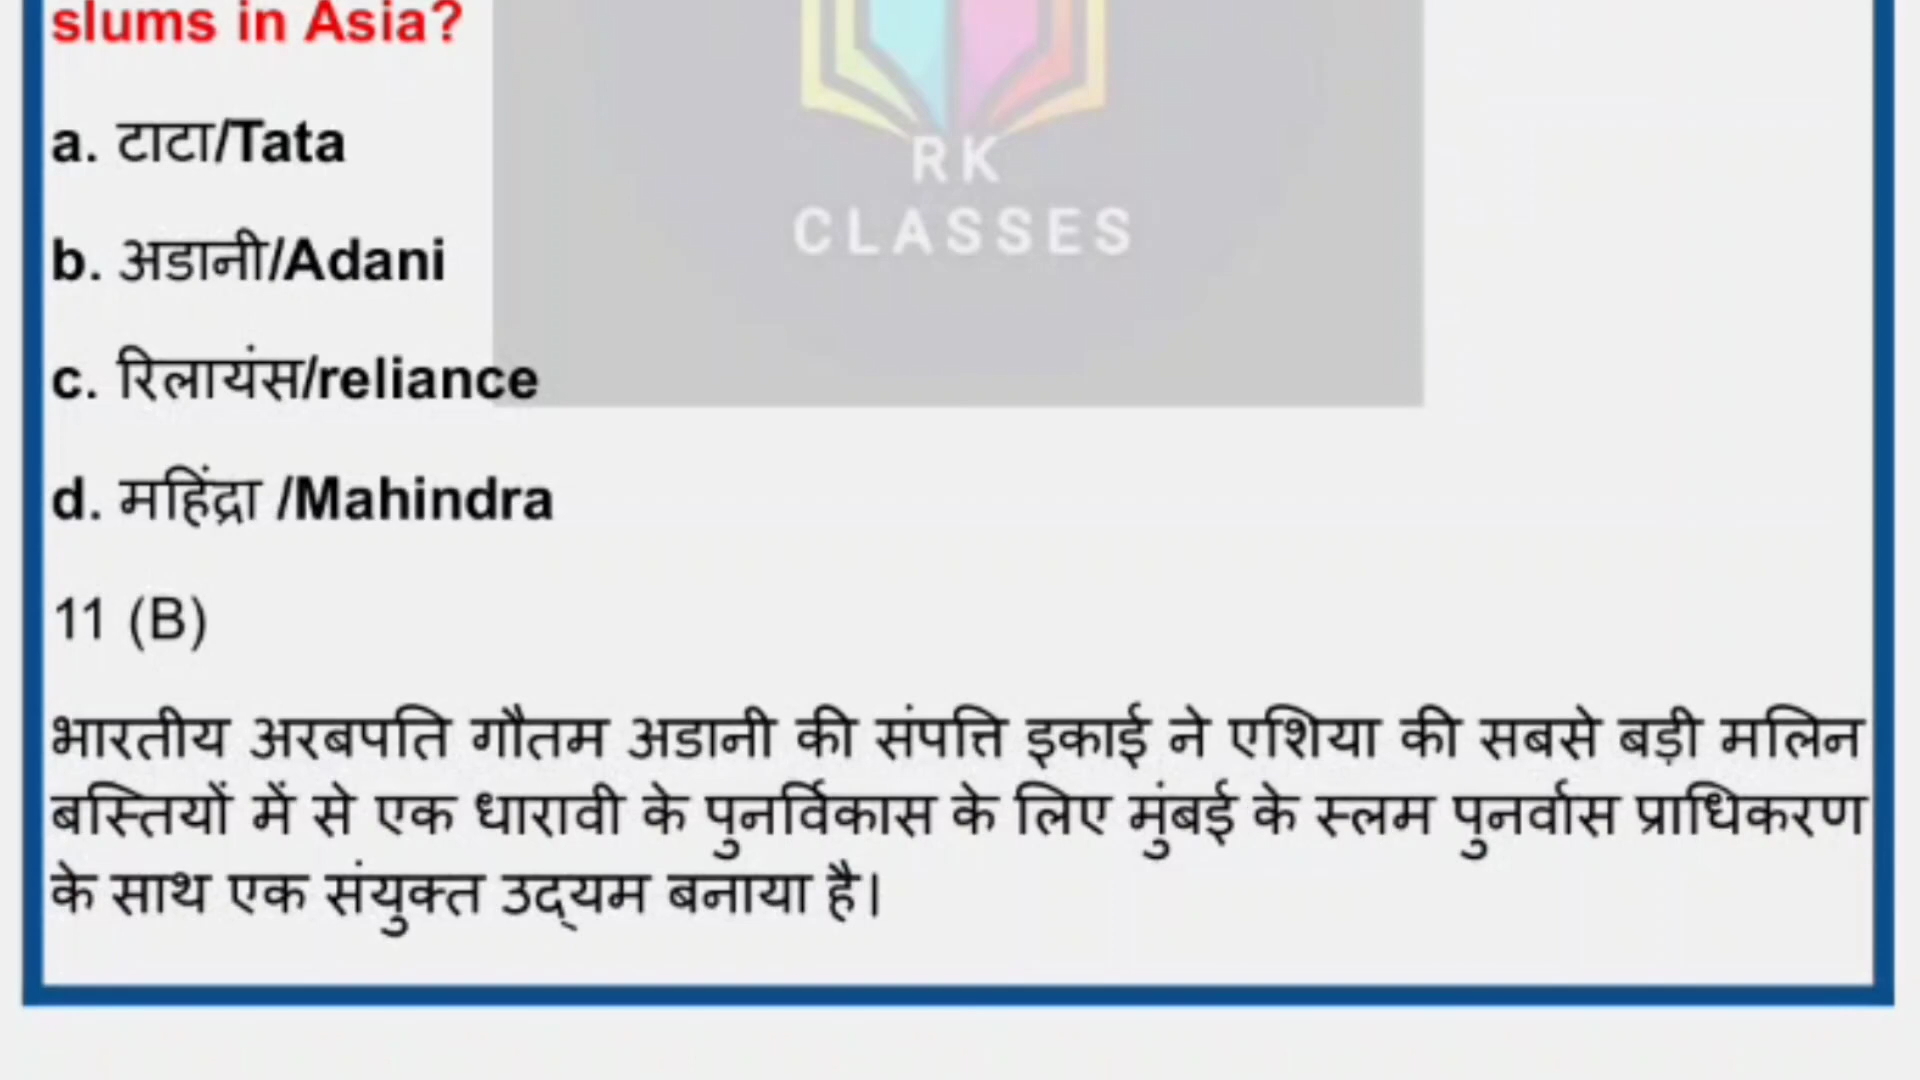 slums in Asia?
a. टाटा/Tata
b. अडानी/Adani
c. रिलायंस/reliance
d. महिंद्रा /Mahindra
RK
CLASSES
11 (B)
भारतीय अरबपति गौतम अडानी की संपत्ति इकाई ने एशिया की सबसे बड़ी मलिन
बस्तियों में से एक धारावी के पुनर्विकास के लिए मुंबई के स्लम पुनर्वास प्राधिकरण
के साथ एक संयुक्त उद्यम बनाया है।